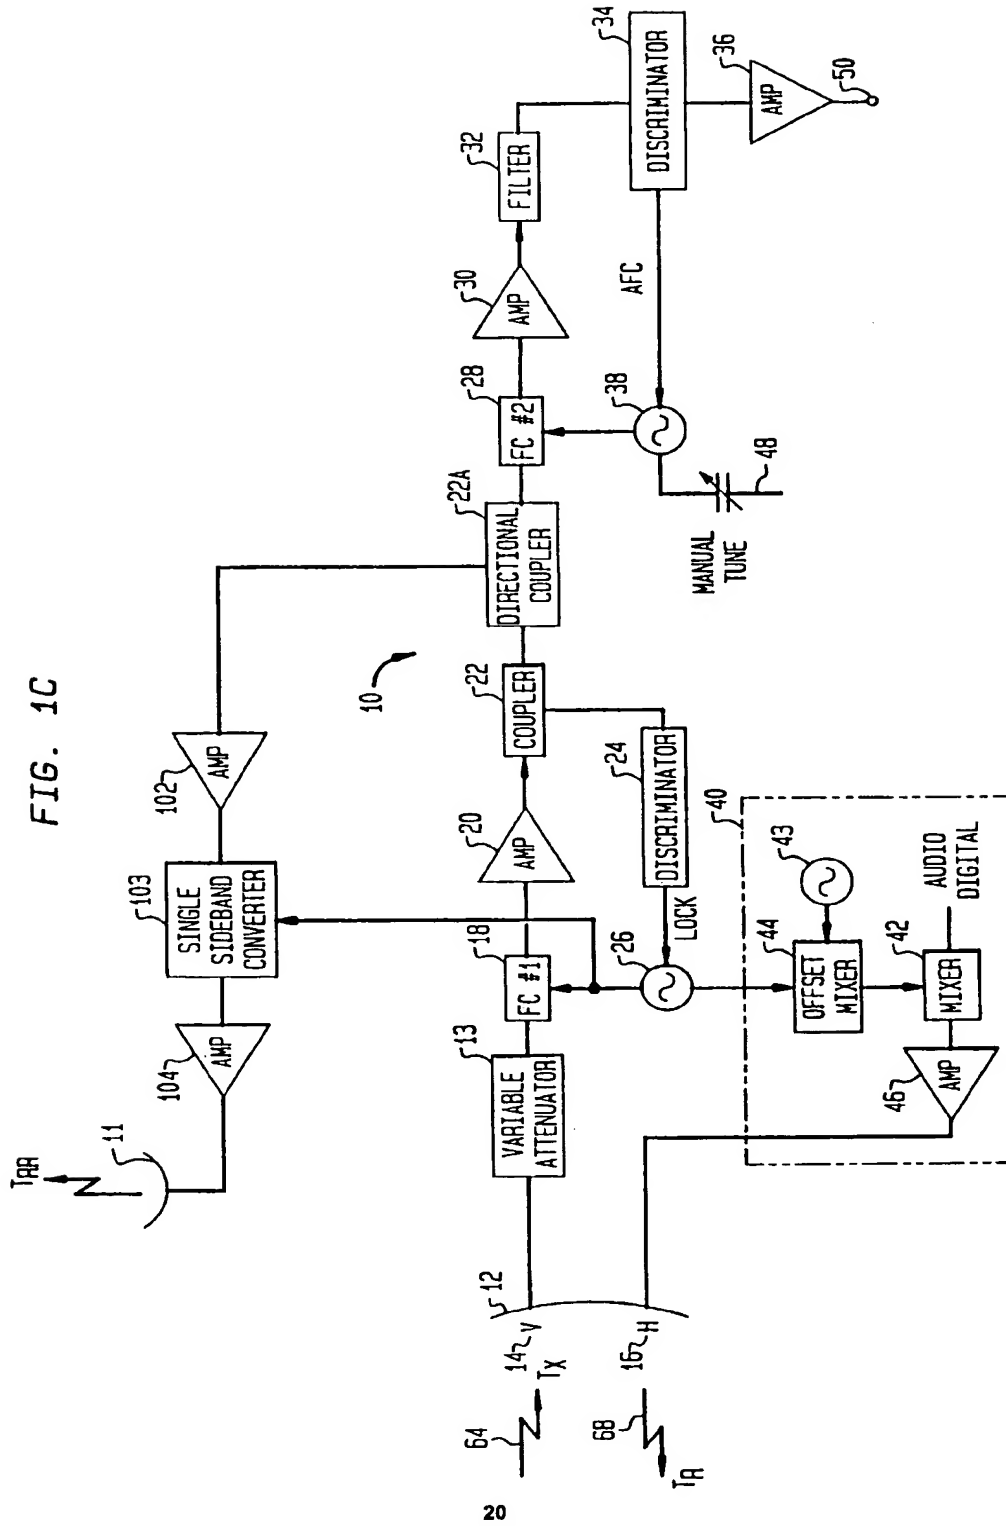 FIG. 1C
10
TRR
11
104
AMP
103
SINGLE
SIDEBAND
CONVERTER
102
AMP
64
TX
14
V
12
13
VARIABLE
ATTENUATOR
18
FC #1
20
AMP
22
COUPLER
22A
DIRECTIONAL
COUPLER
28
FC #2
30
AMP
32
FILTER
34
DISCRIMINATOR
36
AMP
50
AFC
38
MANUAL
TUNE
48
24
DISCRIMINATOR
LOCK
26
68
TR
16
H
40
43
44
OFFSET
MIXER
42
MIXER
AUDIO
DIGITAL
46
AMP
20